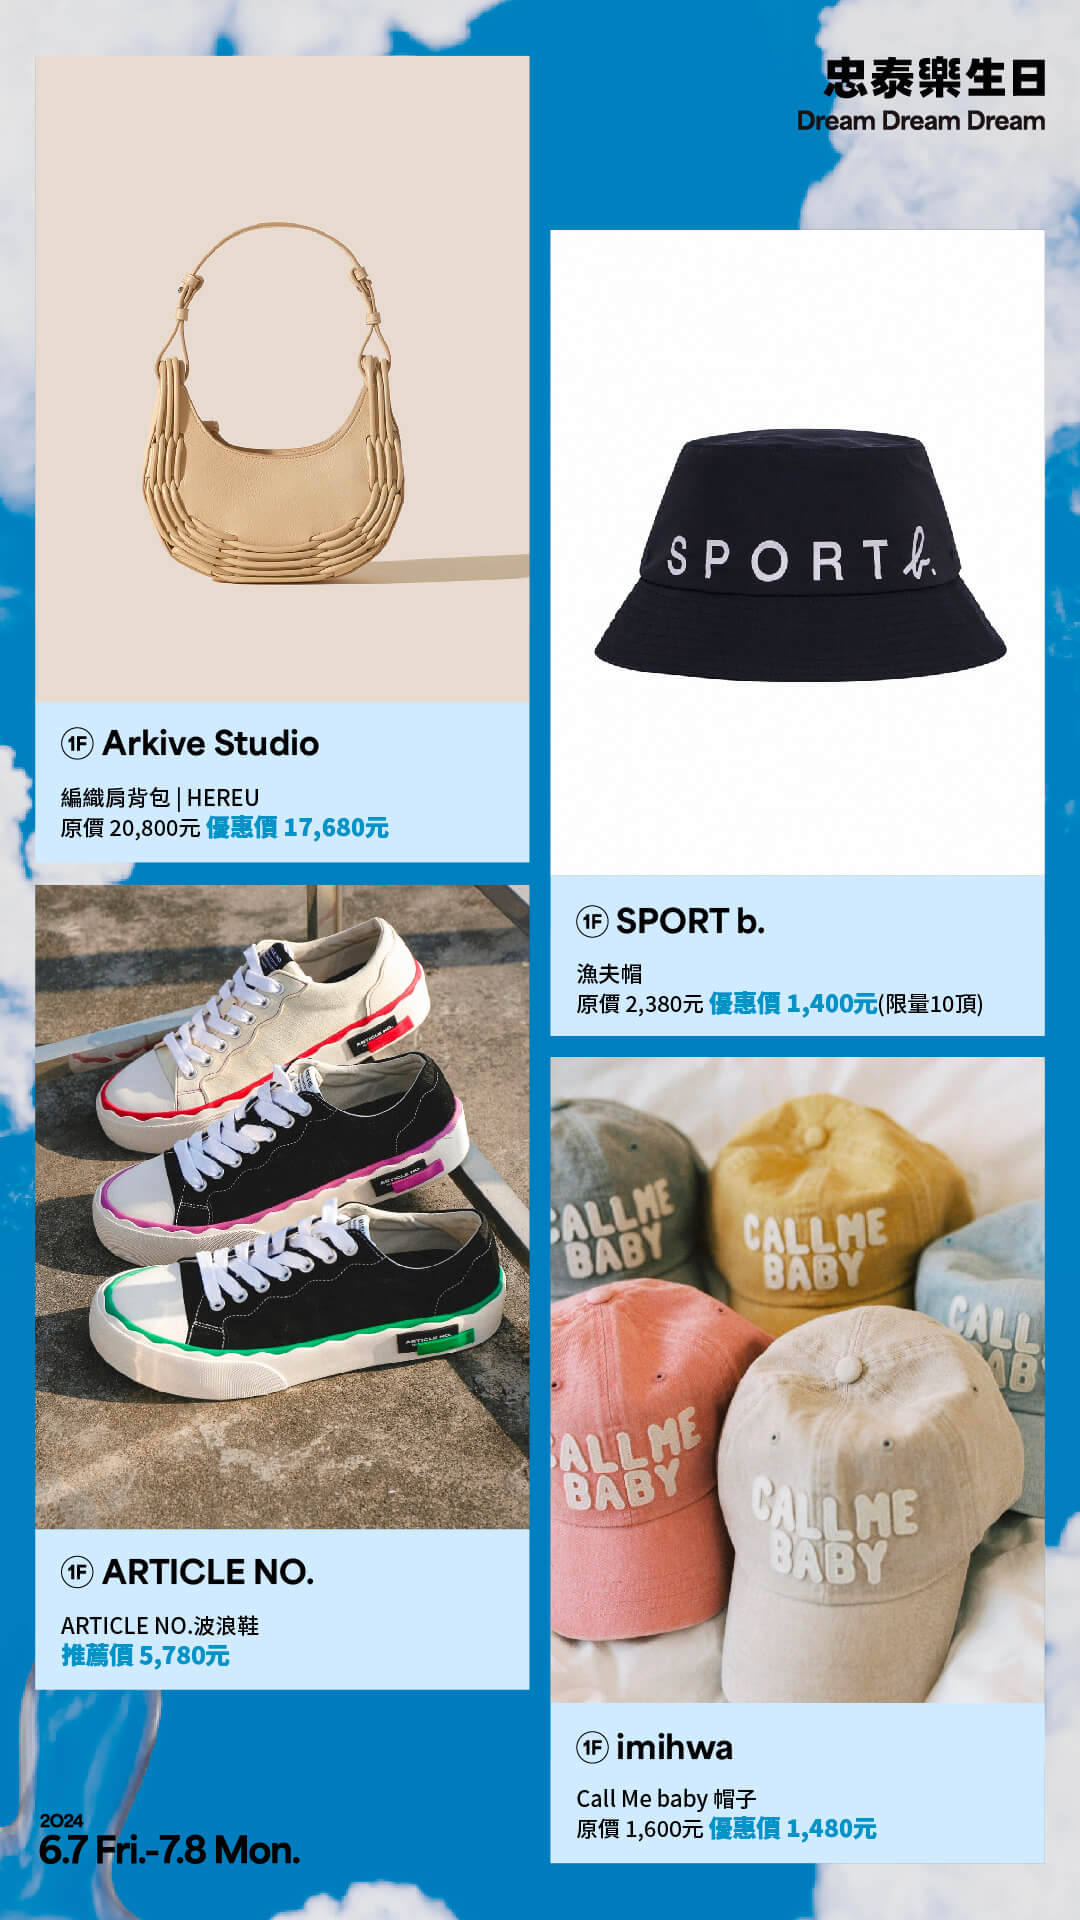 忠泰樂生日
Dream Dream Dream
1F Arkive Studio
編織肩背包 | HEREU
原價 20,800元 優惠價 17,680元
SPORT b.
1F SPORT b.
漁夫帽
原價 2,380元 優惠價 1,400元(限量10頂)
ARTICLE NO.
ARTICLE NO.
ARTICLE NO.
1F ARTICLE NO.
ARTICLE NO.波浪鞋
推薦價 5,780元
CALL ME
BABY
CALL ME
BABY
CALL
BAB
ALL ME
BABY
CALL ME
BABY
1F imihwa
Call Me baby 帽子
原價 1,600元 優惠價 1,480元
2024
6.7 Fri.-7.8 Mon.